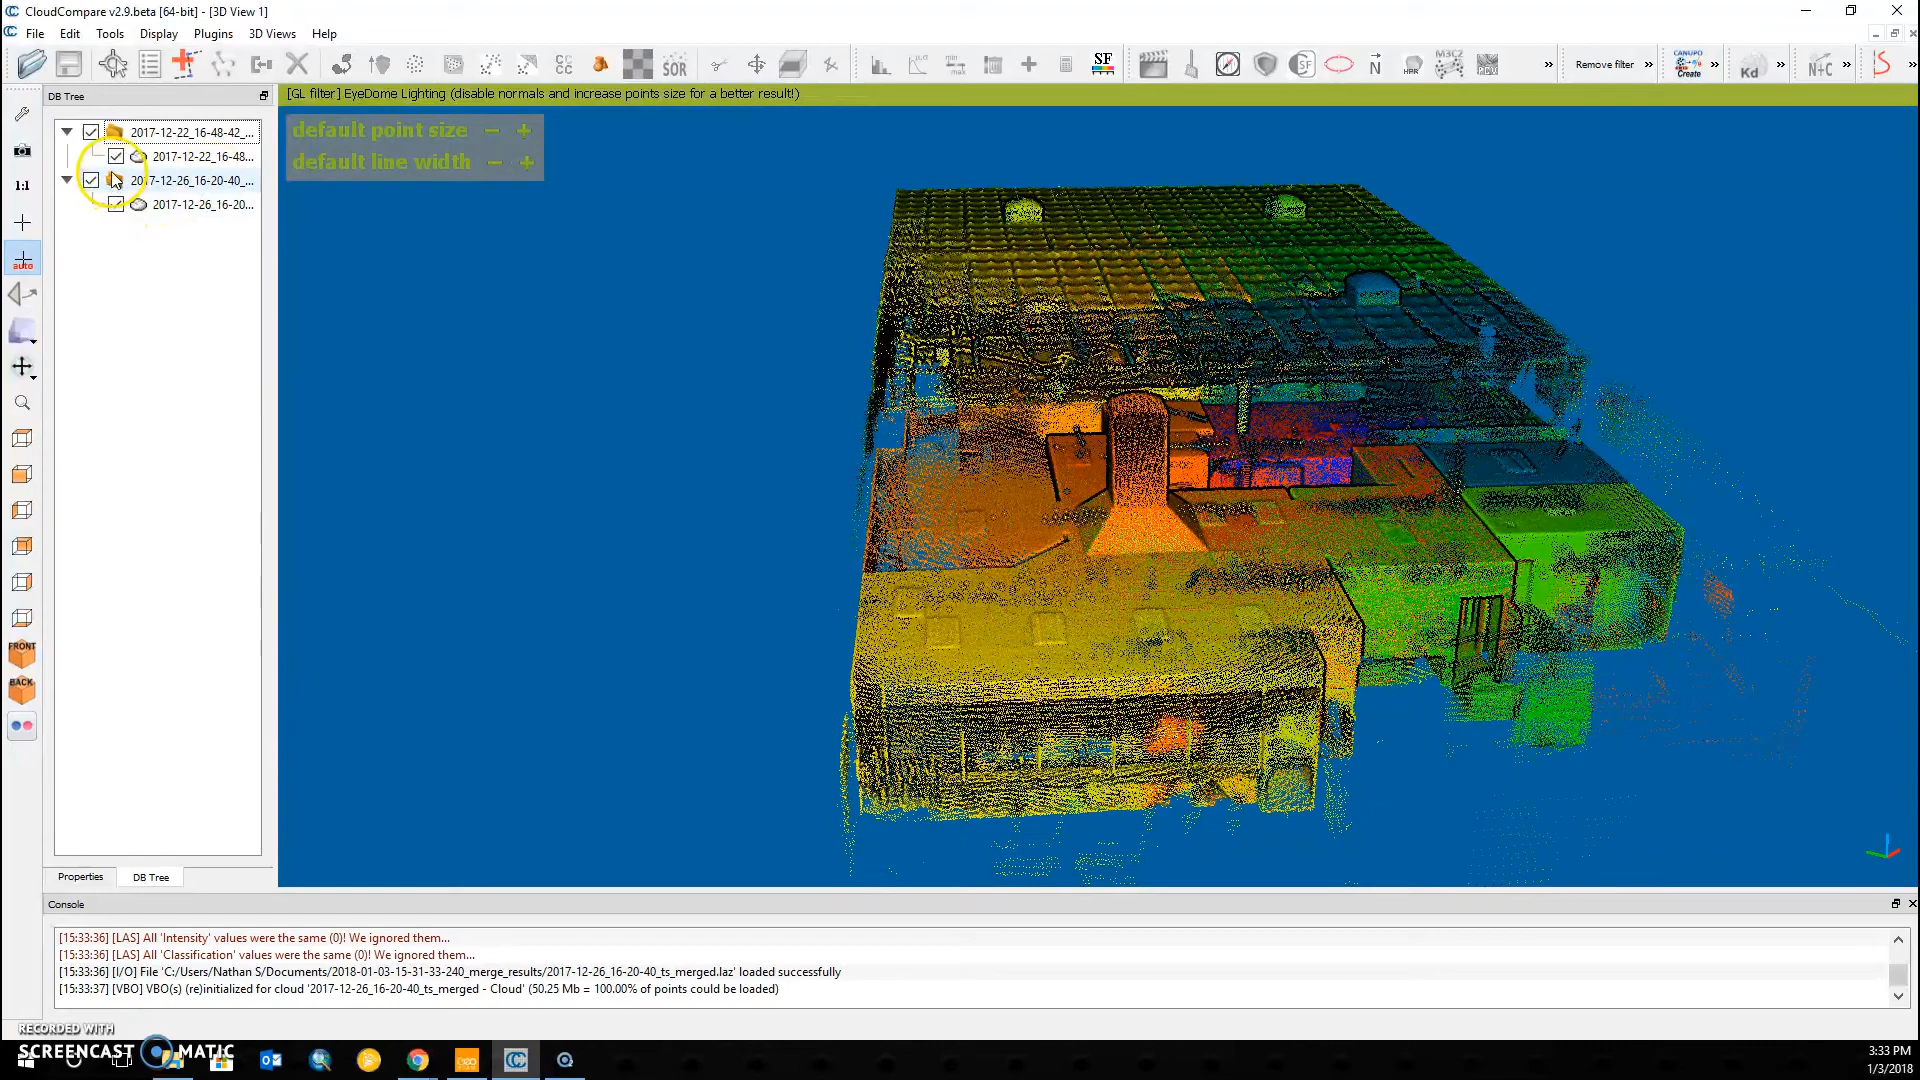 CloudCompare v2.9.beta [64-bit] - [3D View 1]
File Edit Tools Display Plugins 3D Views Help
SOR SF SF N HPR M3C2 PCV » Remove filter » CANUPO Create » Kd » N+C » »
DB Tree
[GL filter] EyeDome Lighting (disable normals and increase points size for a better result!)
default point size − +
default line width − +
2017-12-22_16-48-42_...
2017-12-22_16-48...
2017-12-26_16-20-40_...
2017-12-26_16-20...
1:1
auto
FRONT
BACK
Properties DB Tree
Console
[15:33:36] [LAS] All 'Intensity' values were the same (0)! We ignored them...
[15:33:36] [LAS] All 'Classification' values were the same (0)! We ignored them...
[15:33:36] [I/O] File 'C:/Users/Nathan S/Documents/2018-01-03-15-31-33-240_merge_results/2017-12-26_16-20-40_ts_merged.laz' loaded successfully
[15:33:37] [VBO] VBO(s) (re)initialized for cloud '2017-12-26_16-20-40_ts_merged - Cloud' (50.25 Mb = 100.00% of points could be loaded)
RECORDED WITH
SCREENCAST MATIC
3:33 PM
1/3/2018